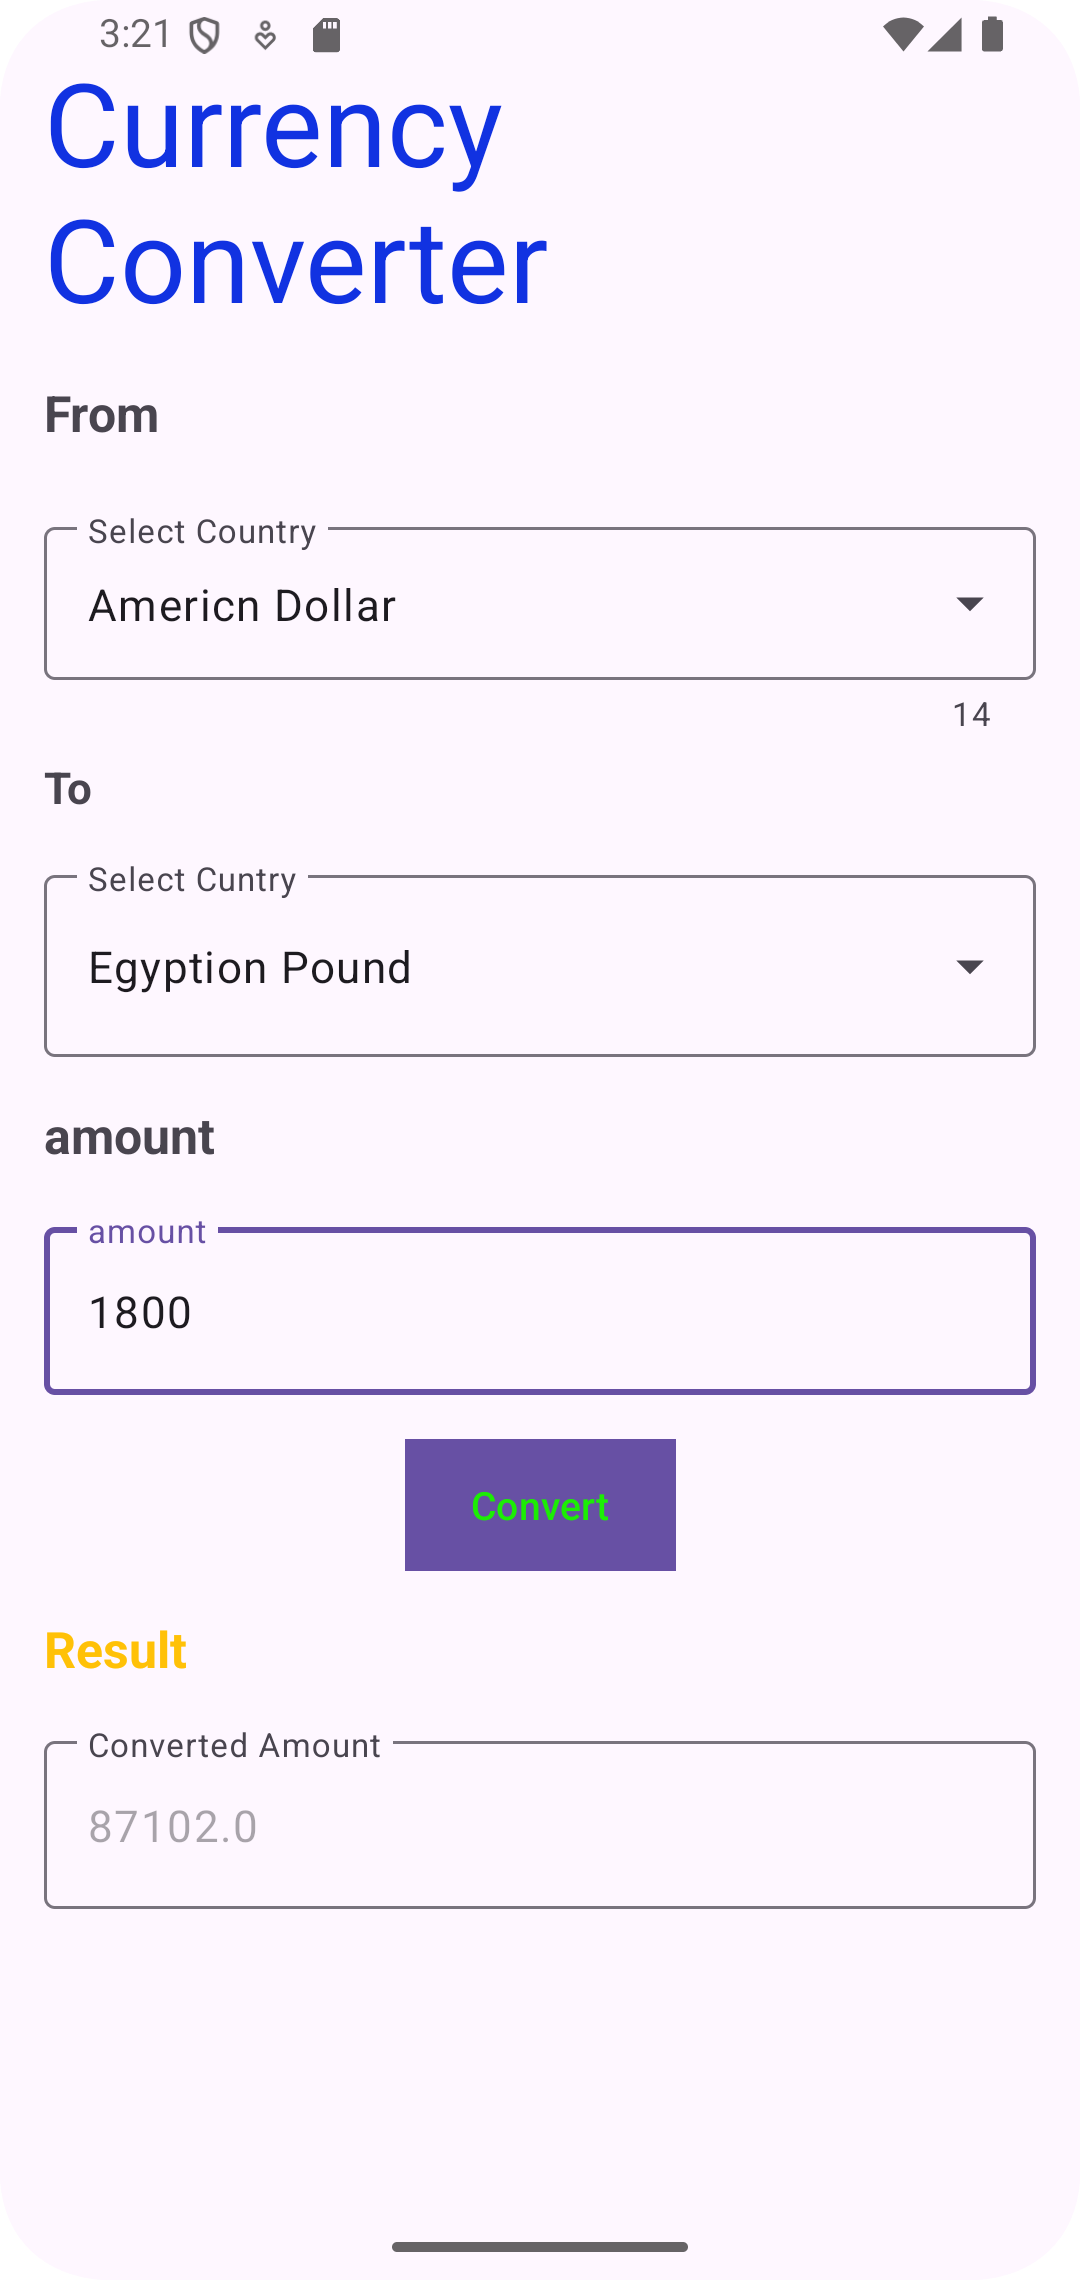 3:21
Currency
Converter
From
Select Country
Americn Dollar
14
To
Select Cuntry
Egyption Pound
amount
amount
1800
Convert
Result
Converted Amount
87102.0